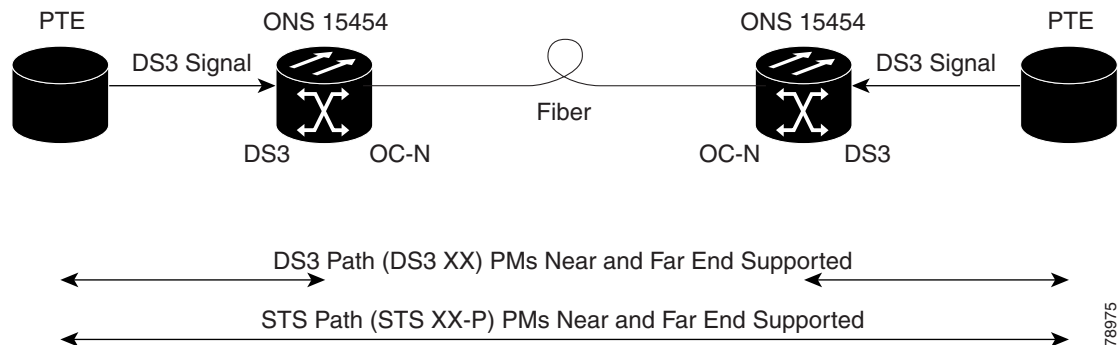 PTE
ONS 15454
ONS 15454
PTE
DS3 Signal
DS3 Signal
Fiber
DS3
OC-N
OC-N
DS3
DS3 Path (DS3 XX) PMs Near and Far End Supported
STS Path (STS XX-P) PMs Near and Far End Supported
78975